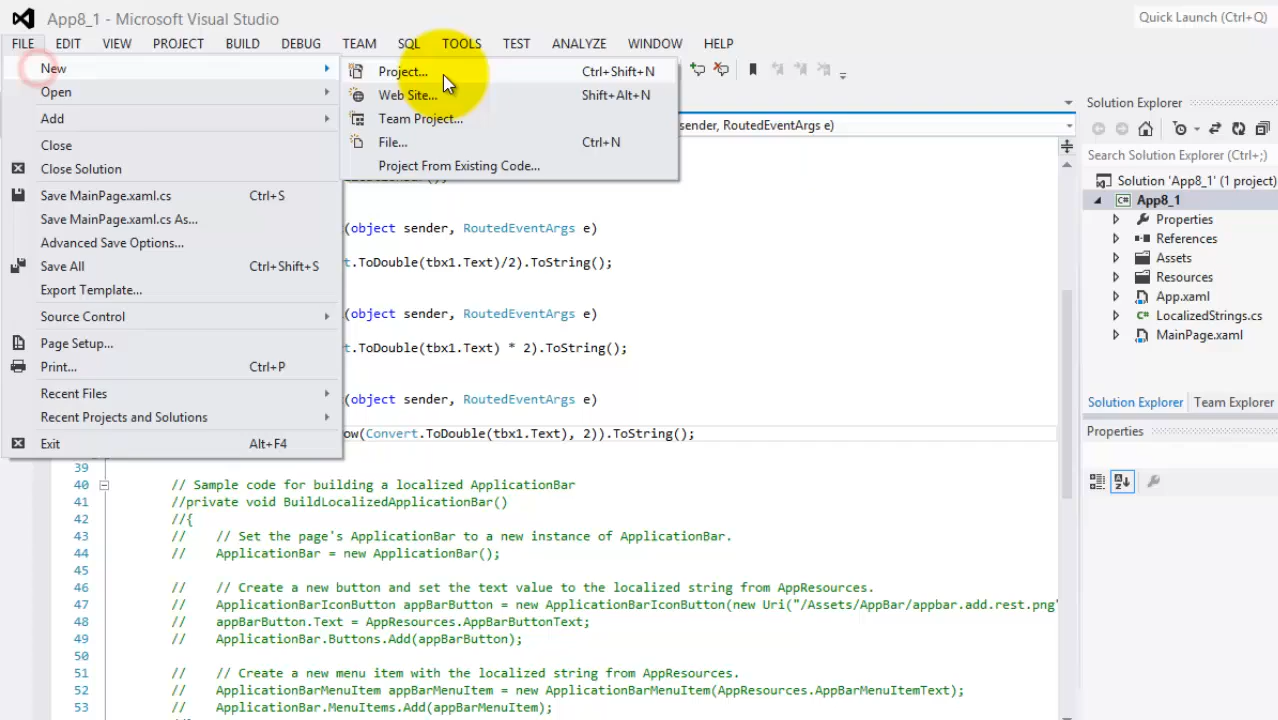 App8_1 - Microsoft Visual Studio
Quick Launch (Ctrl+Q)
FILE EDIT VIEW PROJECT BUILD DEBUG TEAM SQL TOOLS TEST ANALYZE WINDOW HELP
New
Open
Add
Close
Close Solution
Save MainPage.xaml.cs Ctrl+S
Save MainPage.xaml.cs As...
Advanced Save Options...
Save All Ctrl+Shift+S
Export Template...
Source Control
Page Setup...
Print... Ctrl+P
Recent Files
Recent Projects and Solutions
Exit Alt+F4
Project... Ctrl+Shift+N
Web Site... Shift+Alt+N
Team Project...
File... Ctrl+N
Project From Existing Code...
sender, RoutedEventArgs e)
(object sender, RoutedEventArgs e)
t.ToDouble(tbx1.Text)/2).ToString();
(object sender, RoutedEventArgs e)
t.ToDouble(tbx1.Text) * 2).ToString();
(object sender, RoutedEventArgs e)
ow(Convert.ToDouble(tbx1.Text), 2)).ToString();
39
40 // Sample code for building a localized ApplicationBar
41 //private void BuildLocalizedApplicationBar()
42 //{
43 // // Set the page's ApplicationBar to a new instance of ApplicationBar.
44 // ApplicationBar = new ApplicationBar();
45
46 // // Create a new button and set the text value to the localized string from AppResources.
47 // ApplicationBarIconButton appBarButton = new ApplicationBarIconButton(new Uri("/Assets/AppBar/appbar.add.rest.png"
48 // appBarButton.Text = AppResources.AppBarButtonText;
49 // ApplicationBar.Buttons.Add(appBarButton);
50
51 // // Create a new menu item with the localized string from AppResources.
52 // ApplicationBarMenuItem appBarMenuItem = new ApplicationBarMenuItem(AppResources.AppBarMenuItemText);
53 // ApplicationBar.MenuItems.Add(appBarMenuItem);
Solution Explorer
Search Solution Explorer (Ctrl+;)
Solution 'App8_1' (1 project)
App8_1
Properties
References
Assets
Resources
App.xaml
LocalizedStrings.cs
MainPage.xaml
Solution Explorer Team Explorer
Properties